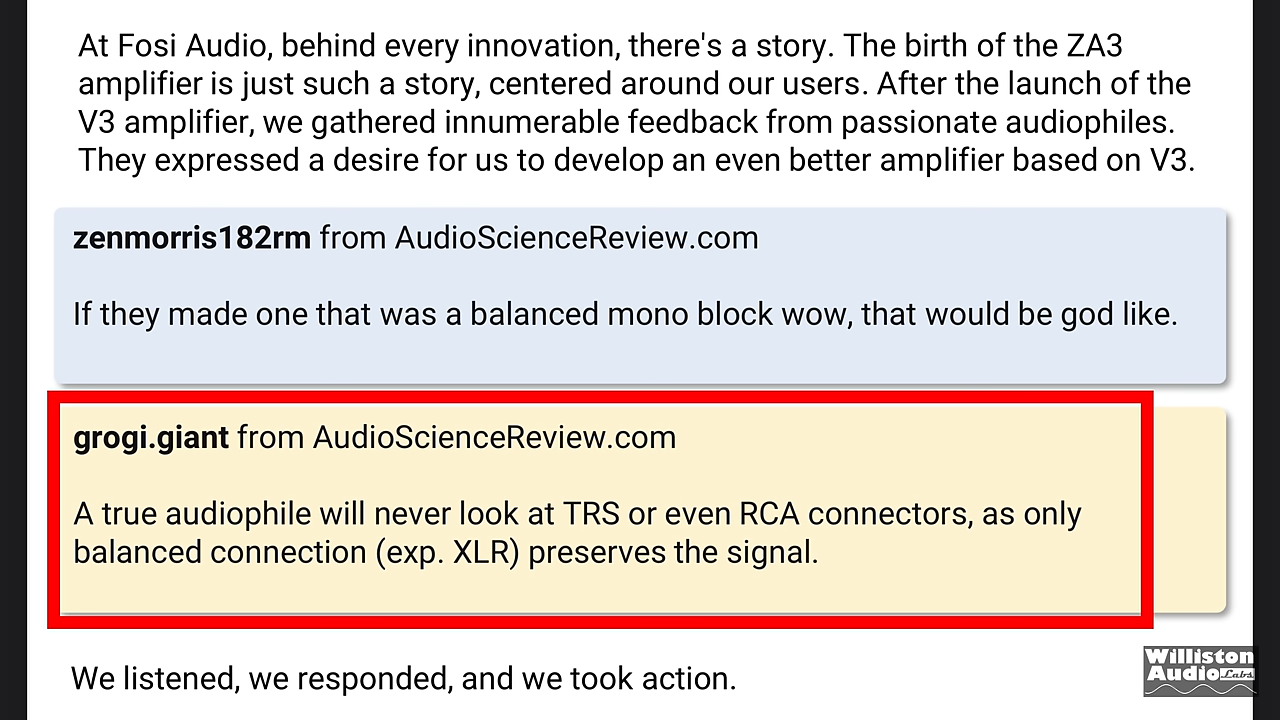 At Fosi Audio, behind every innovation, there's a story. The birth of the ZA3
amplifier is just such a story, centered around our users. After the launch of the
V3 amplifier, we gathered innumerable feedback from passionate audiophiles.
They expressed a desire for us to develop an even better amplifier based on V3.
zenmorris182rm from AudioScienceReview.com
If they made one that was a balanced mono block wow, that would be god like.
grogi.giant from AudioScienceReview.com
A true audiophile will never look at TRS or even RCA connectors, as only
balanced connection (exp. XLR) preserves the signal.
We listened, we responded, and we took action.
Williston
Audio Labs